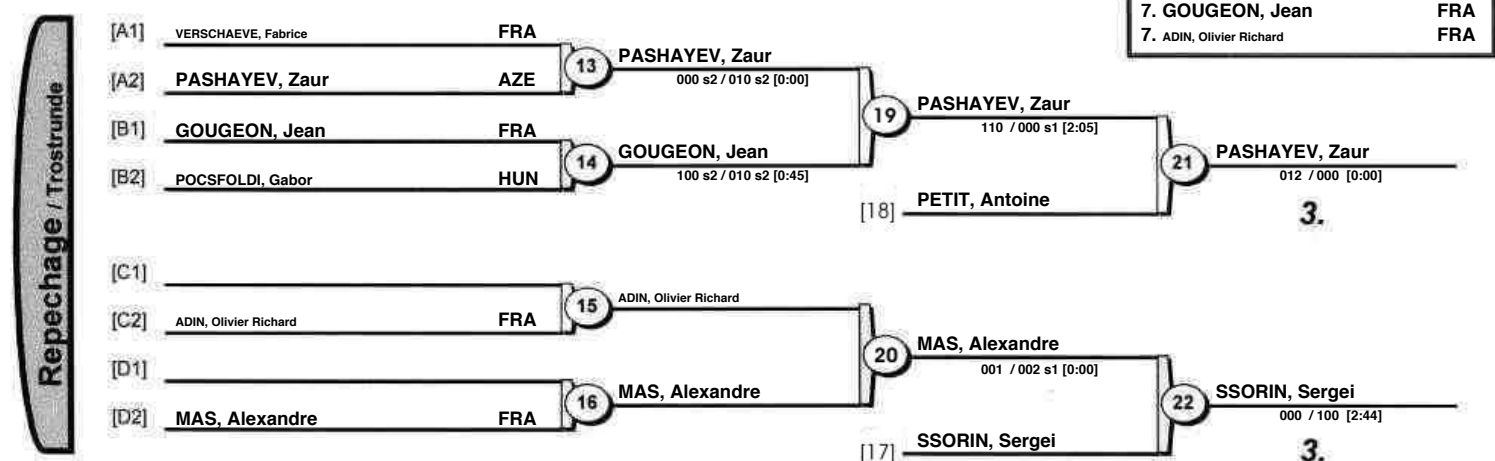 7. GOUGEON, Jean FRA
7. ADIN, Olivier Richard FRA
Repechage / Trostrunde
[A1] VERSCHAEVE, Fabrice FRA
13 PASHAYEV, Zaur
000 s2 / 010 s2 [0:00]
[A2] PASHAYEV, Zaur AZE
19 PASHAYEV, Zaur
110 / 000 s1 [2:05]
[B1] GOUGEON, Jean FRA
14 GOUGEON, Jean
100 s2 / 010 s2 [0:45]
21 PASHAYEV, Zaur
012 / 000 [0:00]
[B2] POCSFOLDI, Gabor HUN
[18] PETIT, Antoine
3.
[C1]
15 ADIN, Olivier Richard
[C2] ADIN, Olivier Richard FRA
20 MAS, Alexandre
001 / 002 s1 [0:00]
[D1]
16 MAS, Alexandre
22 SSORIN, Sergei
000 / 100 [2:44]
[D2] MAS, Alexandre FRA
[17] SSORIN, Sergei
3.